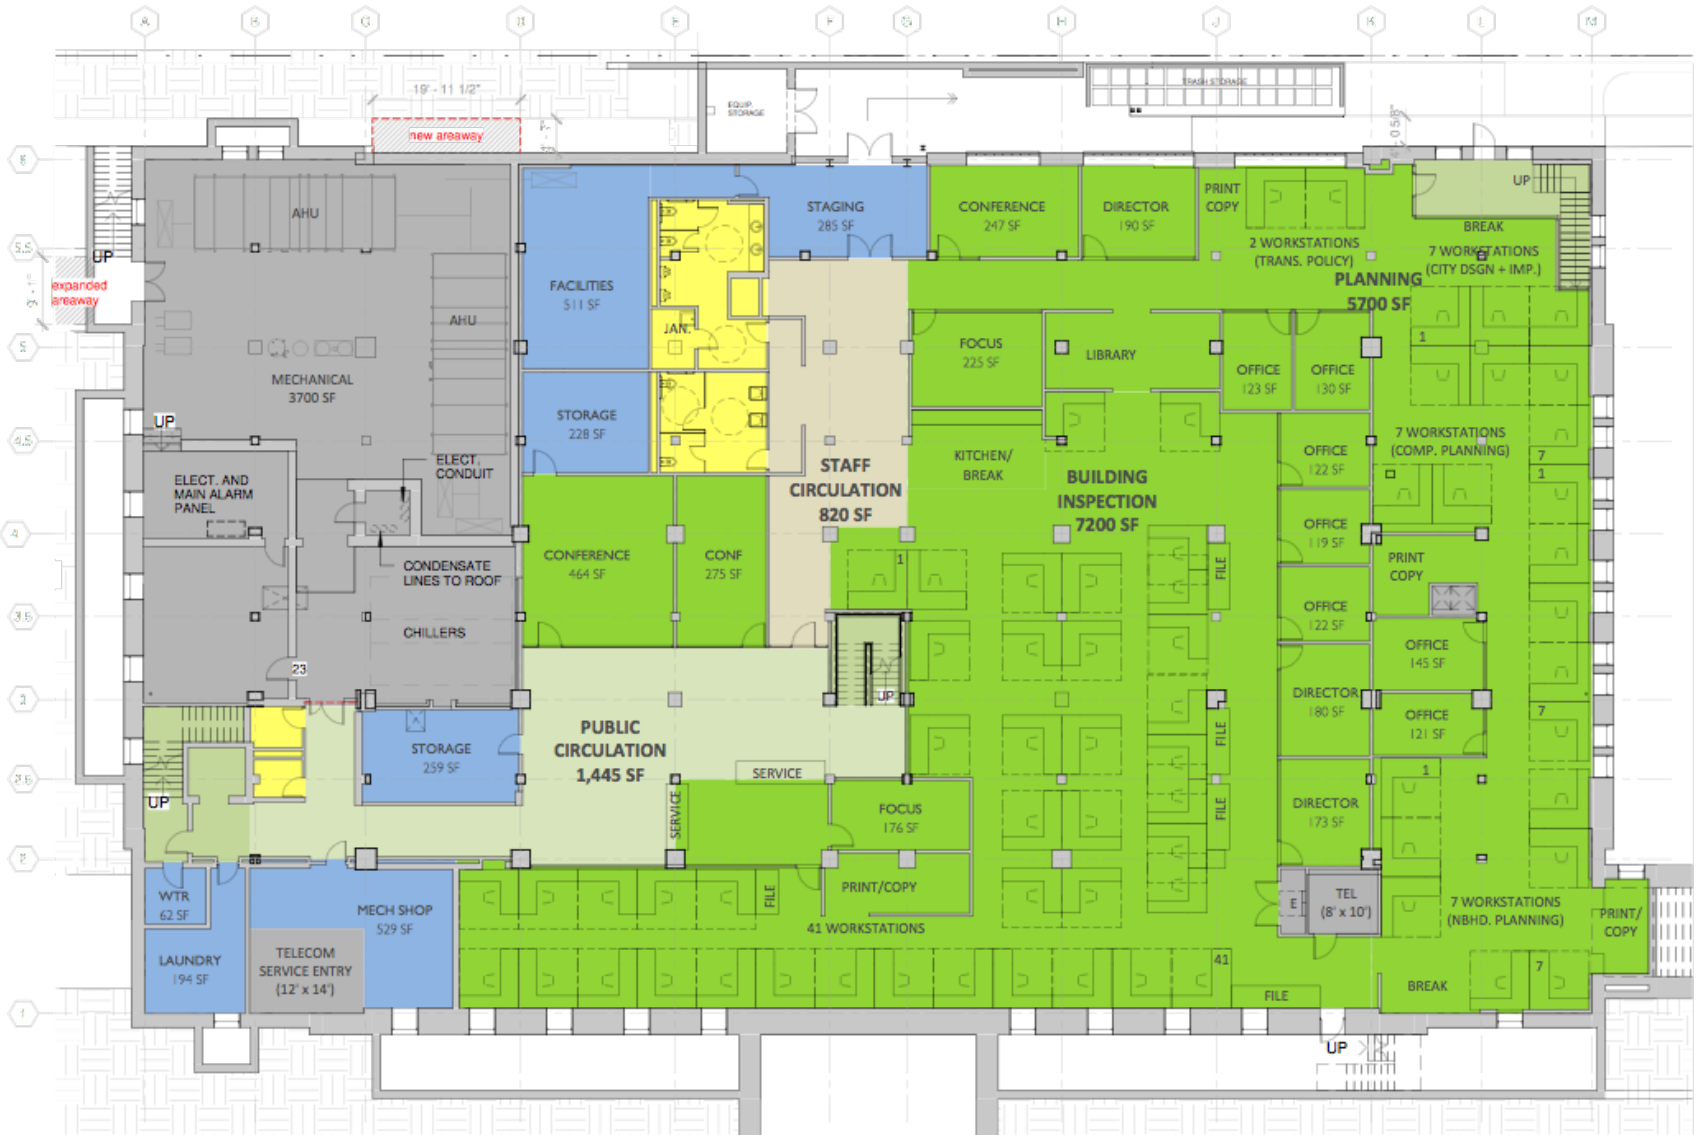 A
B
E
F
G
H
J
K
L
M
19' - 11 1/2"
new areaway
EQUIP.
STORAGE
TRASH STORAGE
AHU
UP
expanded
areaway
AHU
MECHANICAL
3700 SF
UP
ELECT. AND
MAIN ALARM
PANEL
ELECT.
CONDUIT
CONDENSATE
LINES TO ROOF
CHILLERS
23
FACILITIES
511 SF
STAGING
285 SF
JAN.
STORAGE
228 SF
CONFERENCE
247 SF
DIRECTOR
190 SF
PRINT
COPY
2 WORKSTATIONS
(TRANS. POLICY)
UP
BREAK
7 WORKSTATIONS
(CITY DSGN + IMP.)
PLANNING
5700 SF
1
FOCUS
225 SF
LIBRARY
OFFICE
123 SF
OFFICE
130 SF
KITCHEN/
BREAK
STAFF
CIRCULATION
820 SF
BUILDING
INSPECTION
7200 SF
OFFICE
122 SF
7 WORKSTATIONS
(COMP. PLANNING)
7
1
CONFERENCE
464 SF
CONF
275 SF
1
FILE
OFFICE
119 SF
PRINT
COPY
OFFICE
122 SF
OFFICE
145 SF
UP
DIRECTOR
180 SF
OFFICE
121 SF
7
PUBLIC
CIRCULATION
1,445 SF
STORAGE
259 SF
FILE
SERVICE
SERVICE
1
UP
FOCUS
176 SF
FILE
DIRECTOR
173 SF
WTR
62 SF
MECH SHOP
529 SF
FILE
PRINT/COPY
41 WORKSTATIONS
E
TEL
(8' x 10')
7 WORKSTATIONS
(NBHD. PLANNING)
PRINT/
COPY
LAUNDRY
194 SF
TELECOM
SERVICE ENTRY
(12' x 14')
41
FILE
BREAK
7
UP